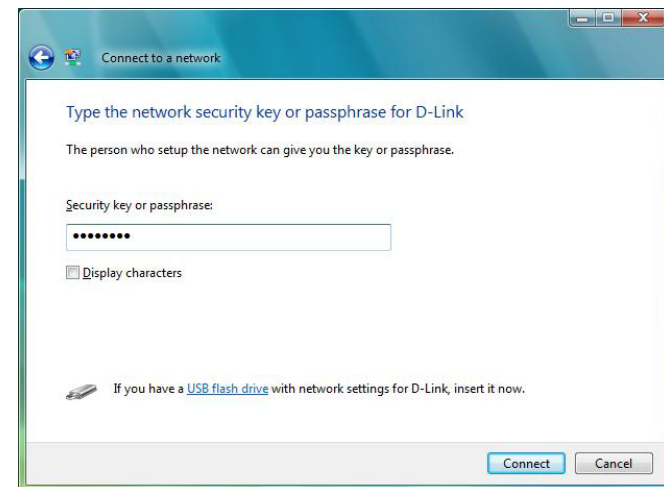 Connect to a network
Type the network security key or passphrase for D-Link
The person who setup the network can give you the key or passphrase.
Security key or passphrase:
••••••••
Display characters
If you have a USB flash drive with network settings for D-Link, insert it now.
Connect Cancel